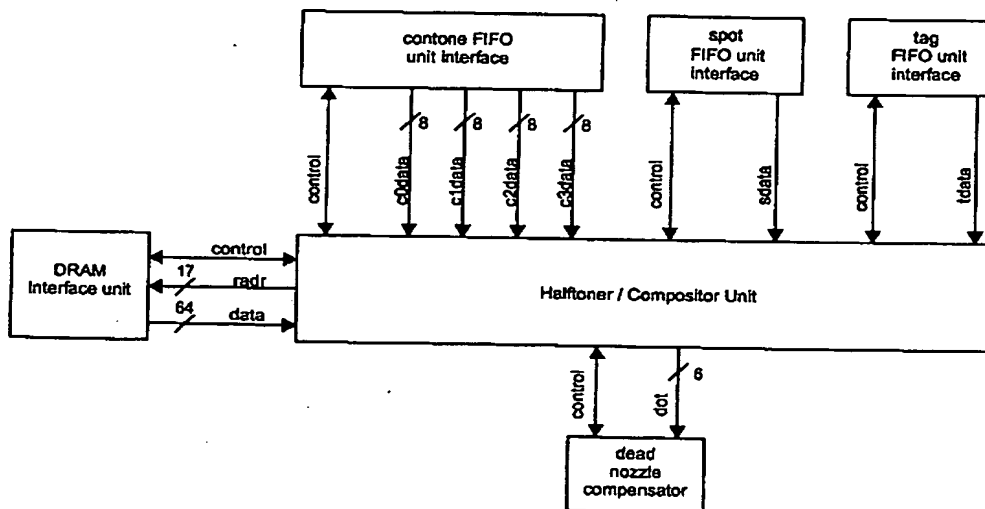 contone FIFO
unit interface
spot
FIFO unit
interface
tag
FIFO unit
interface
8
8
8
8
control
c0data
c1data
c2data
c3data
control
sdata
control
tdata
DRAM
Interface unit
control
17
radr
64
data
Halftoner / Compositor Unit
control
dot
6
dead
nozzle
compensator